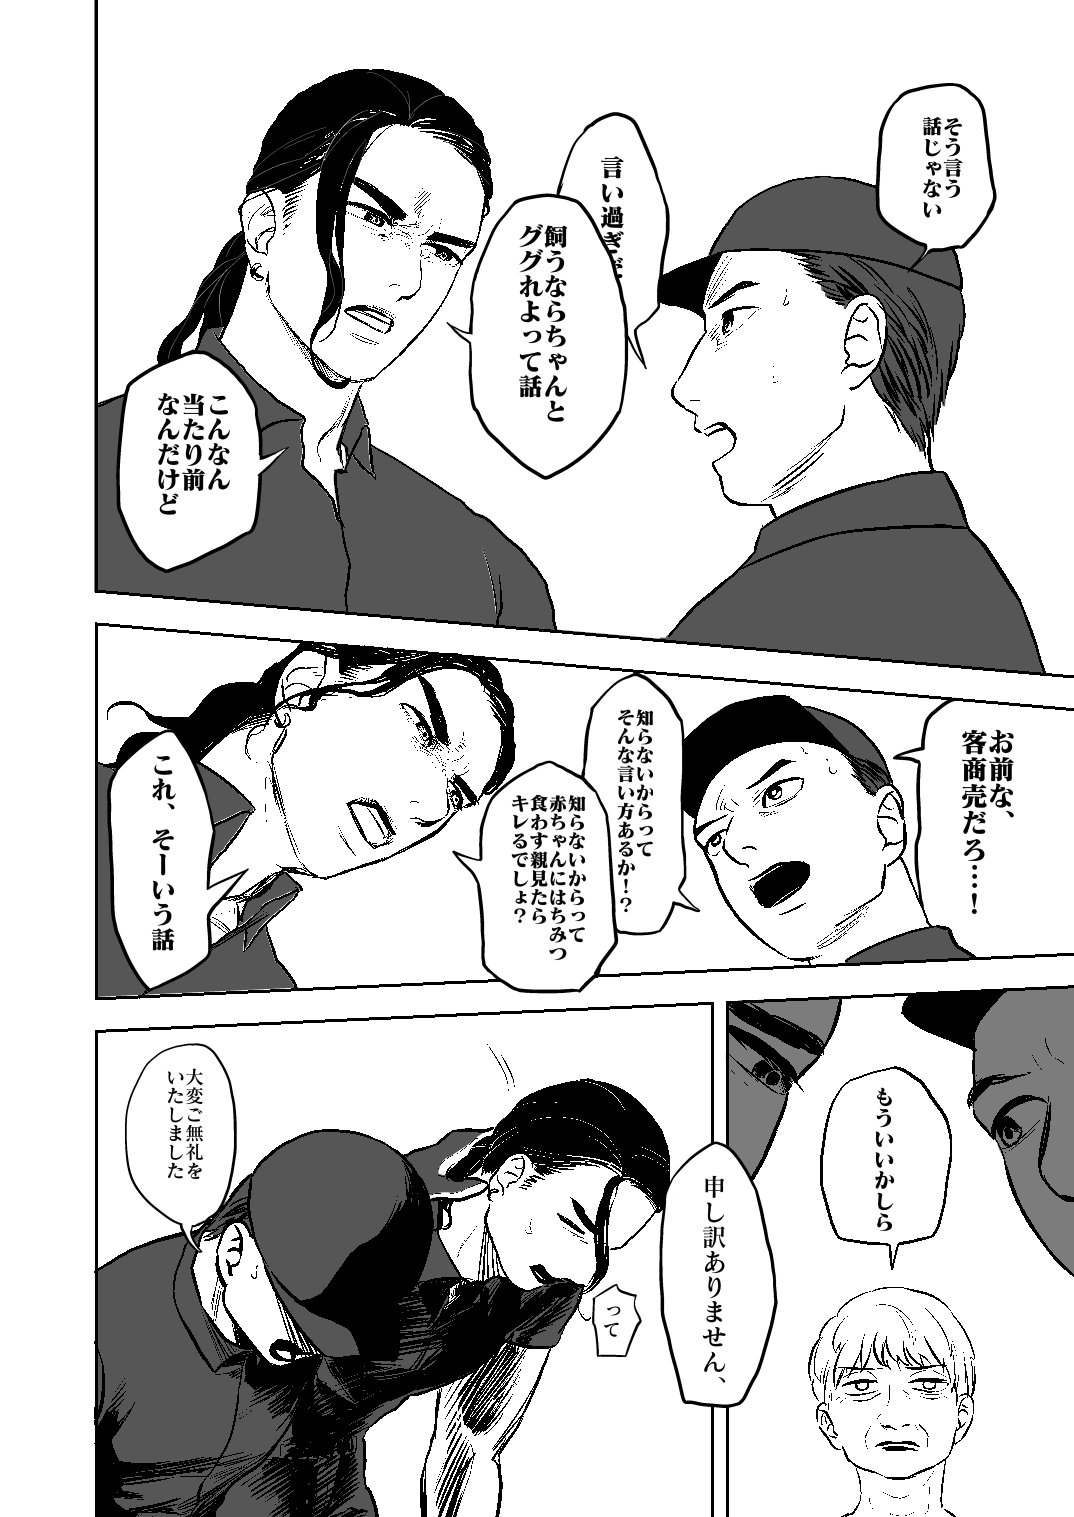 そう言う
話じゃない
言い過ぎだ
飼うならちゃんと
ググれよって話
こんなん
当たり前
なんだけど
お前な、
客商売だろ…！
知らないからって
そんな言い方あるか！？
知らないからって
赤ちゃんにはちみつ
食わす親見たら
キレるでしょ？
これ、そーいう話
もういいかしら
申し訳ありません、
って
大変ご無礼を
いたしました